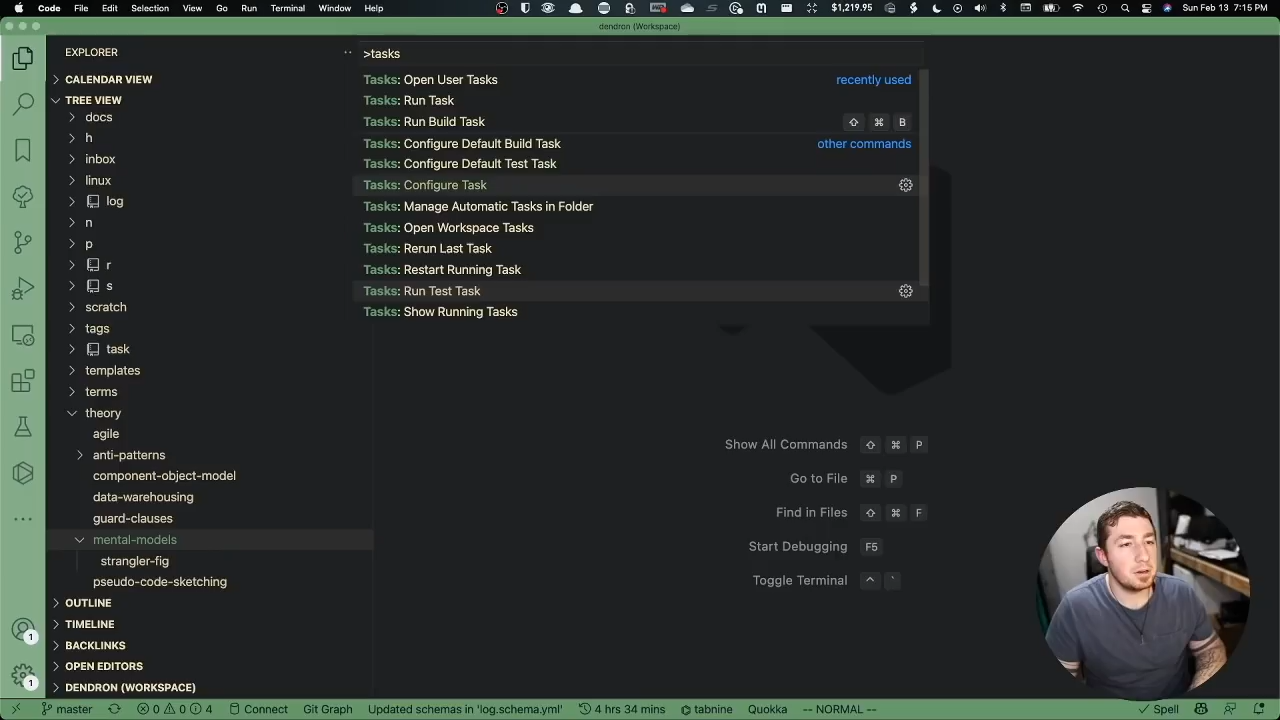 Code File Edit Selection View Go Run Terminal Window Help $1,219.95 Sun Feb 13 7:15 PM
dendron (Workspace)
EXPLORER
CALENDAR VIEW
TREE VIEW
docs
h
inbox
linux
log
n
p
r
s
scratch
tags
task
templates
terms
theory
agile
anti-patterns
component-object-model
data-warehousing
guard-clauses
mental-models
strangler-fig
pseudo-code-sketching
OUTLINE
TIMELINE
BACKLINKS
OPEN EDITORS
DENDRON (WORKSPACE)
1
1
>tasks
Tasks: Open User Tasks recently used
Tasks: Run Task
Tasks: Run Build Task ⇧ ⌘ B
Tasks: Configure Default Build Task other commands
Tasks: Configure Default Test Task
Tasks: Configure Task
Tasks: Manage Automatic Tasks in Folder
Tasks: Open Workspace Tasks
Tasks: Rerun Last Task
Tasks: Restart Running Task
Tasks: Run Test Task
Tasks: Show Running Tasks
Show All Commands ⇧ ⌘ P
Go to File ⌘ P
Find in Files ⇧ ⌘ F
Start Debugging F5
Toggle Terminal ^ `
master 0 0 4 Connect Git Graph Updated schemas in 'log.schema.yml' 4 hrs 34 mins tabnine Quokka -- NORMAL -- Spell